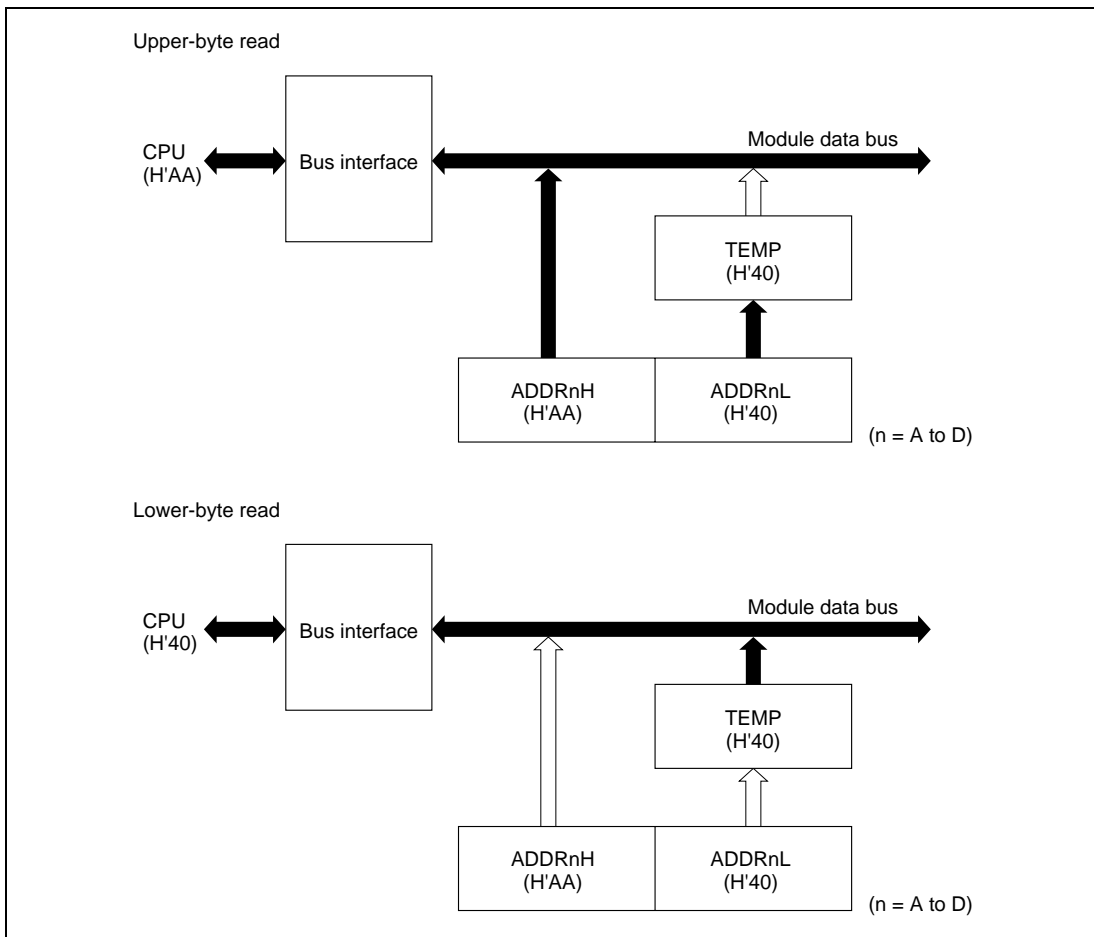 Upper-byte read
CPU
(H'AA)
Bus interface
Module data bus
TEMP
(H'40)
ADDRnH
(H'AA)
ADDRnL
(H'40)
(n = A to D)
Lower-byte read
CPU
(H'40)
Bus interface
Module data bus
TEMP
(H'40)
ADDRnH
(H'AA)
ADDRnL
(H'40)
(n = A to D)